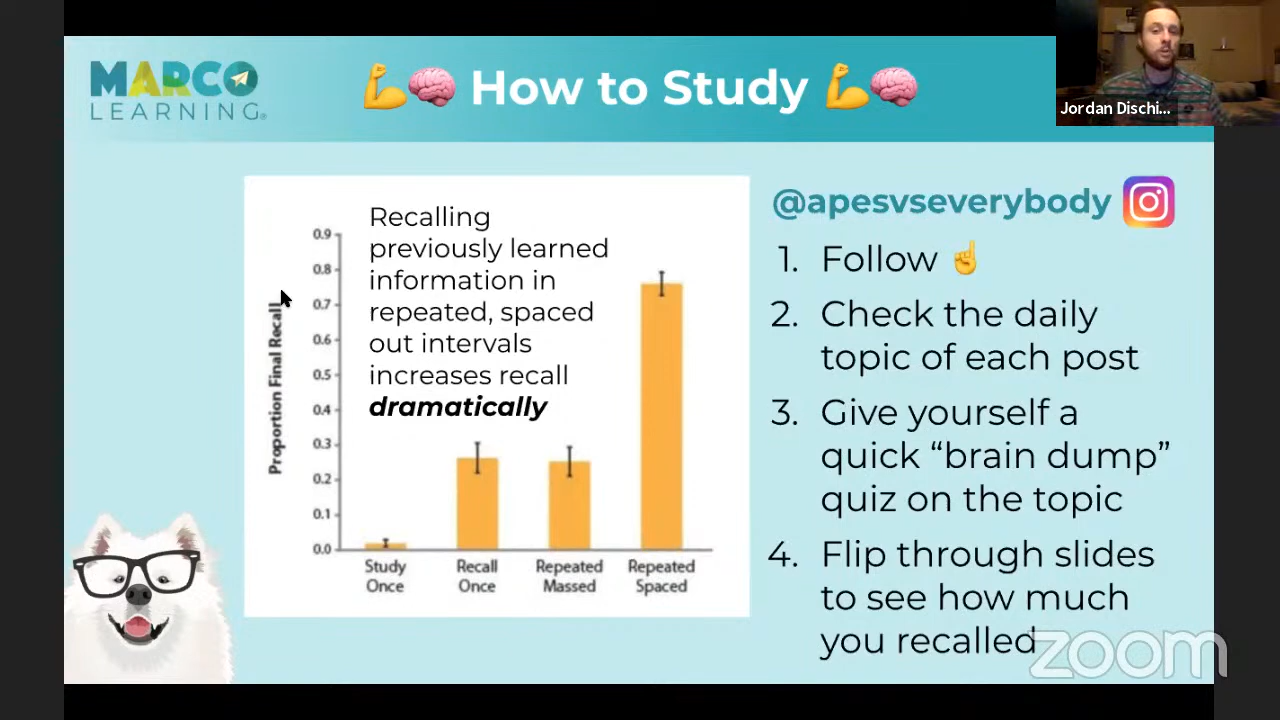 MARCO
LEARNING
How to Study
Jordan Dischi...
Recalling
previously learned
information in
repeated, spaced
out intervals
increases recall
dramatically
Proportion Final Recall
0.9
0.8
0.7
0.6
0.5
0.4
0.3
0.2
0.1
0.0
Study
Once
Recall
Once
Repeated
Massed
Repeated
Spaced
@apesvseverybody
1. Follow ☝
2. Check the daily
topic of each post
3. Give yourself a
quick “brain dump”
quiz on the topic
4. Flip through slides
to see how much
you recalled
zoom